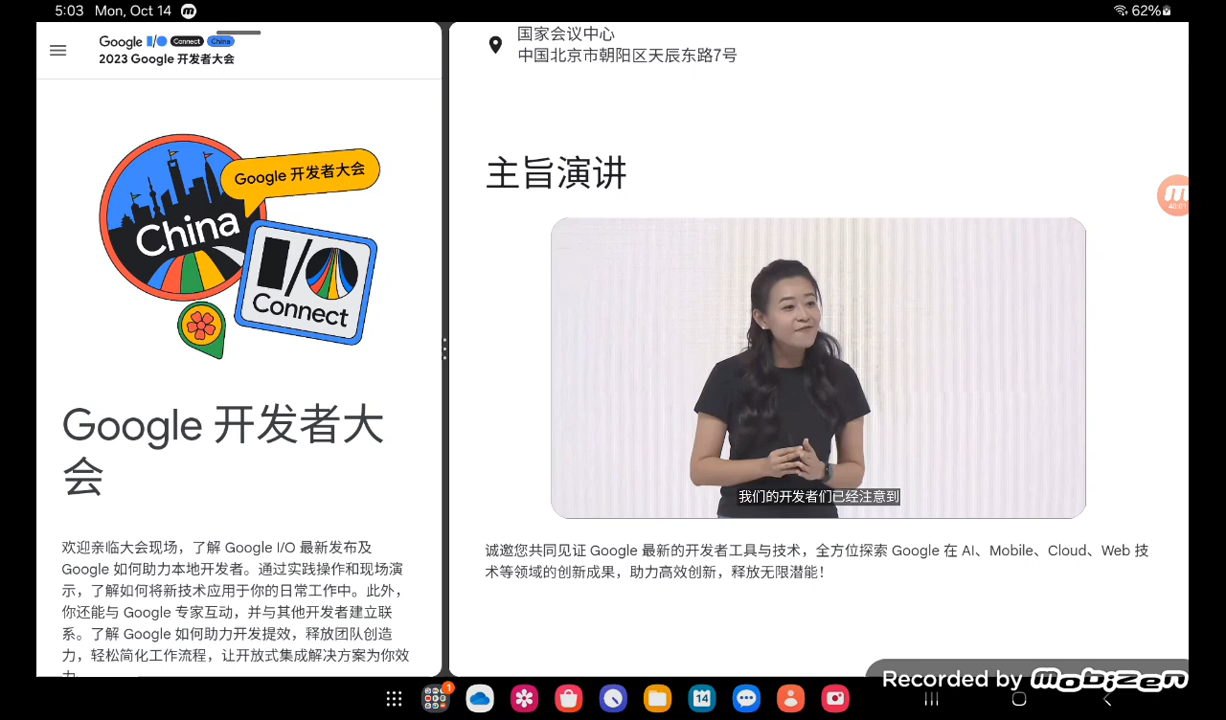 5:03 Mon, Oct 14
62%
Google I/O Connect China
2023 Google 开发者大会
Google 开发者大会
China
I/O
Connect
Google 开发者大
会
欢迎亲临大会现场，了解 Google I/O 最新发布及
Google 如何助力本地开发者。通过实践操作和现场演
示，了解如何将新技术应用于你的日常工作中。此外，
你还能与 Google 专家互动，并与其他开发者建立联
系。了解 Google 如何助力开发提效，释放团队创造
力，轻松简化工作流程，让开放式集成解决方案为你效
国家会议中心
中国北京市朝阳区天辰东路7号
主旨演讲
我们的开发者们已经注意到
诚邀您共同见证 Google 最新的开发者工具与技术，全方位探索 Google 在 AI、Mobile、Cloud、Web 技
术等领域的创新成果，助力高效创新，释放无限潜能！
Recorded by mobizen
1
14